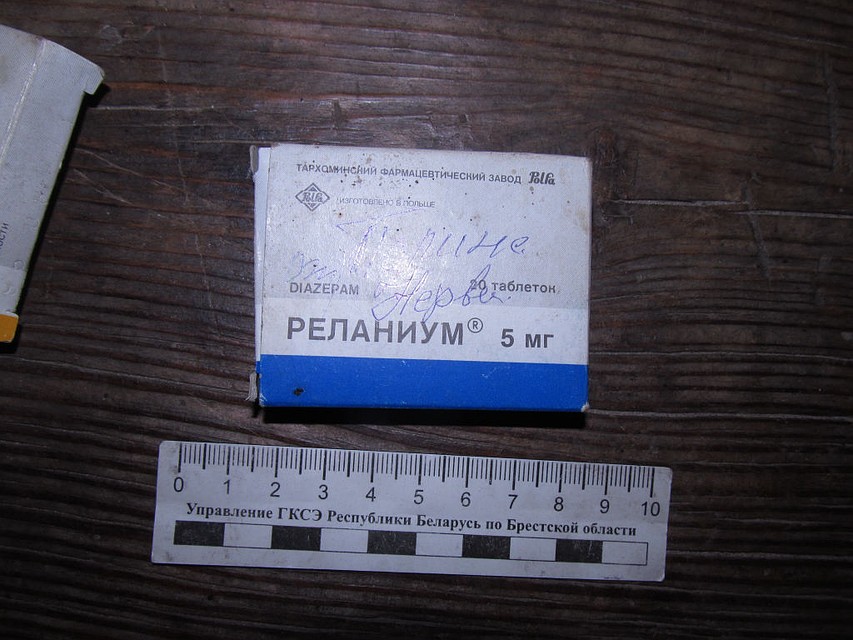 ТАРХОМИНСКИЙ ФАРМАЦЕВТИЧЕСКИЙ ЗАВОД Polfa
Polfa ИЗГОТОВЛЕНО В ПОЛЬШЕ
DIAZEPAM 20 таблеток
РЕЛАНИУМ® 5 мг
0 1 2 3 4 5 6 7 8 9 10
Управление ГКСЭ Республики Беларусь по Брестской области